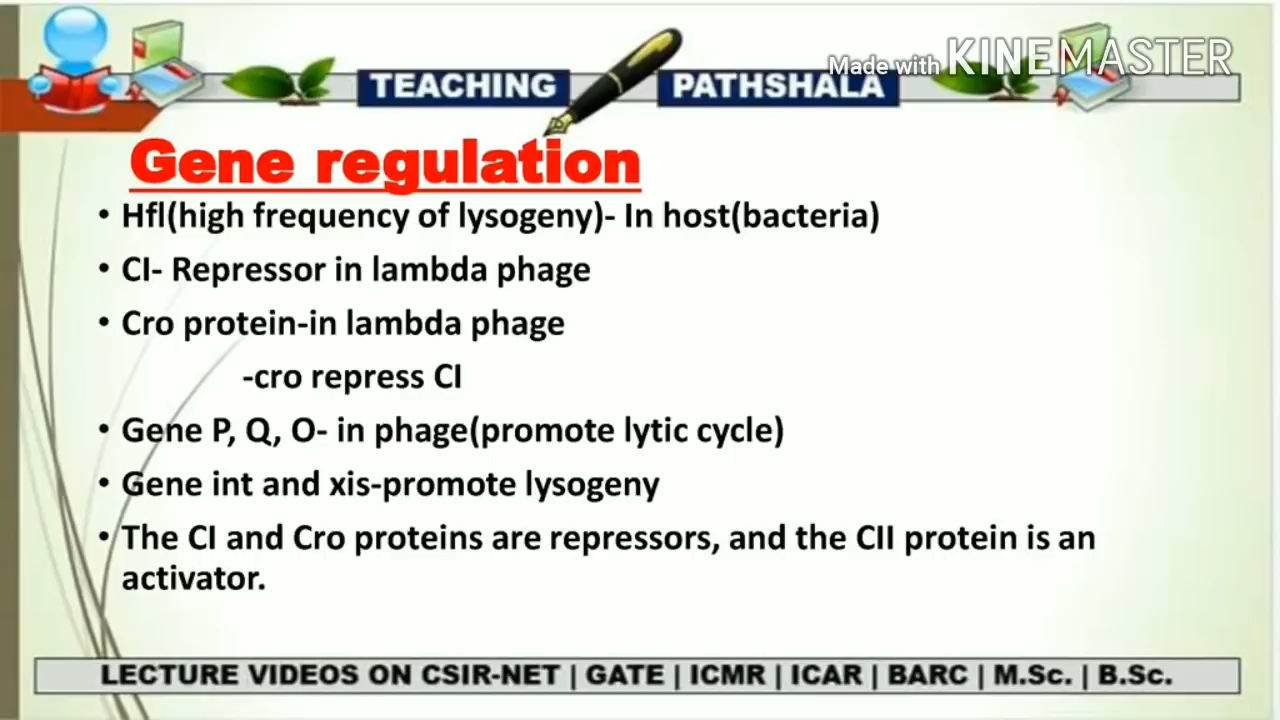 Made with KINEMASTER
TEACHING PATHSHALA
Gene regulation
• Hfl(high frequency of lysogeny)- In host(bacteria)
• CI- Repressor in lambda phage
• Cro protein-in lambda phage
-cro repress CI
• Gene P, Q, O- in phage(promote lytic cycle)
• Gene int and xis-promote lysogeny
• The CI and Cro proteins are repressors, and the CII protein is an
activator.
LECTURE VIDEOS ON CSIR-NET | GATE | ICMR | ICAR | BARC | M.Sc. | B.Sc.